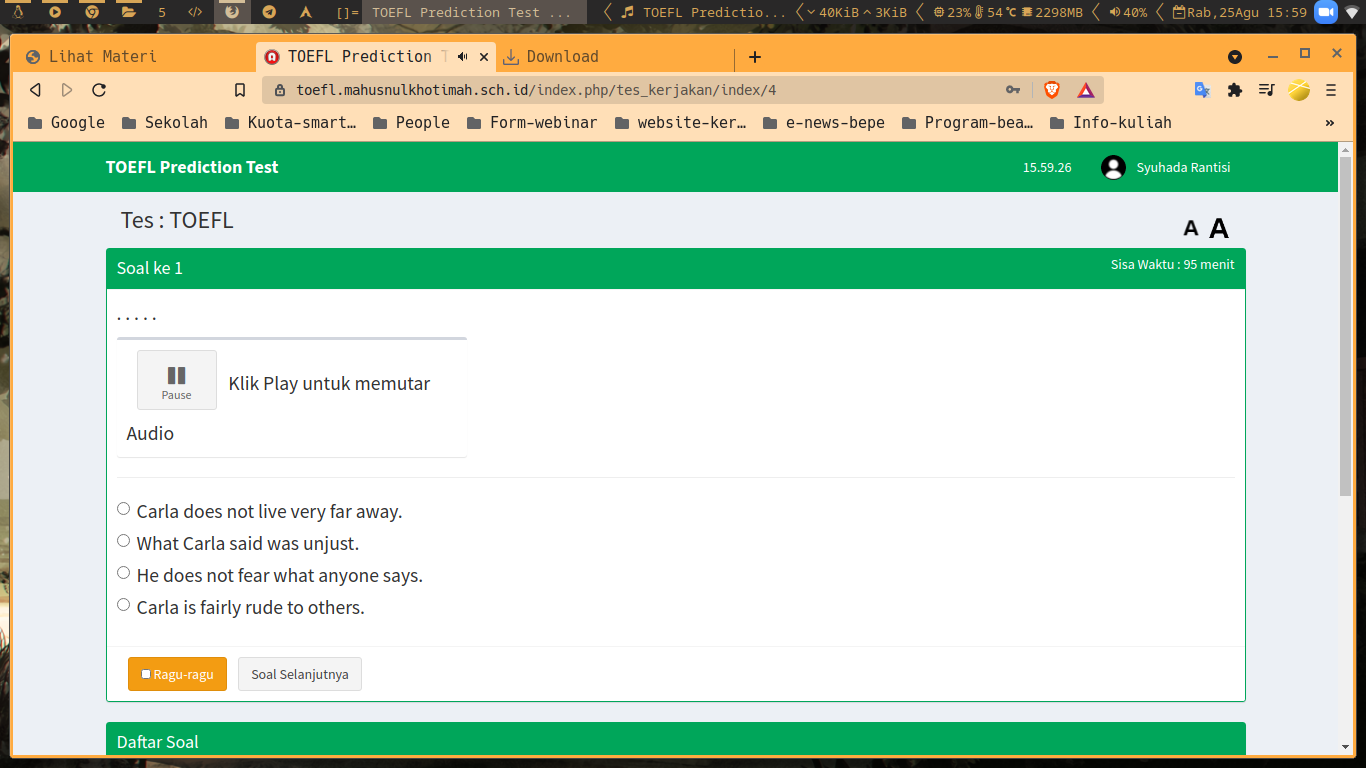 5 </> []= TOEFL Prediction Test ... TOEFL Predictio... 40KiB 3KiB 23% 54 ℃ 2298MB 40% Rab,25Agu 15:59
Lihat Materi TOEFL Prediction T Download
toefl.mahusnulkhotimah.sch.id/index.php/tes_kerjakan/index/4
Google Sekolah Kuota-smart... People Form-webinar website-ker... e-news-bepe Program-bea... Info-kuliah »
TOEFL Prediction Test 15.59.26 Syuhada Rantisi
Tes : TOEFL A A
Soal ke 1 Sisa Waktu : 95 menit
. . . . .
Pause Klik Play untuk memutar
Audio
Carla does not live very far away.
What Carla said was unjust.
He does not fear what anyone says.
Carla is fairly rude to others.
Ragu-ragu Soal Selanjutnya
Daftar Soal